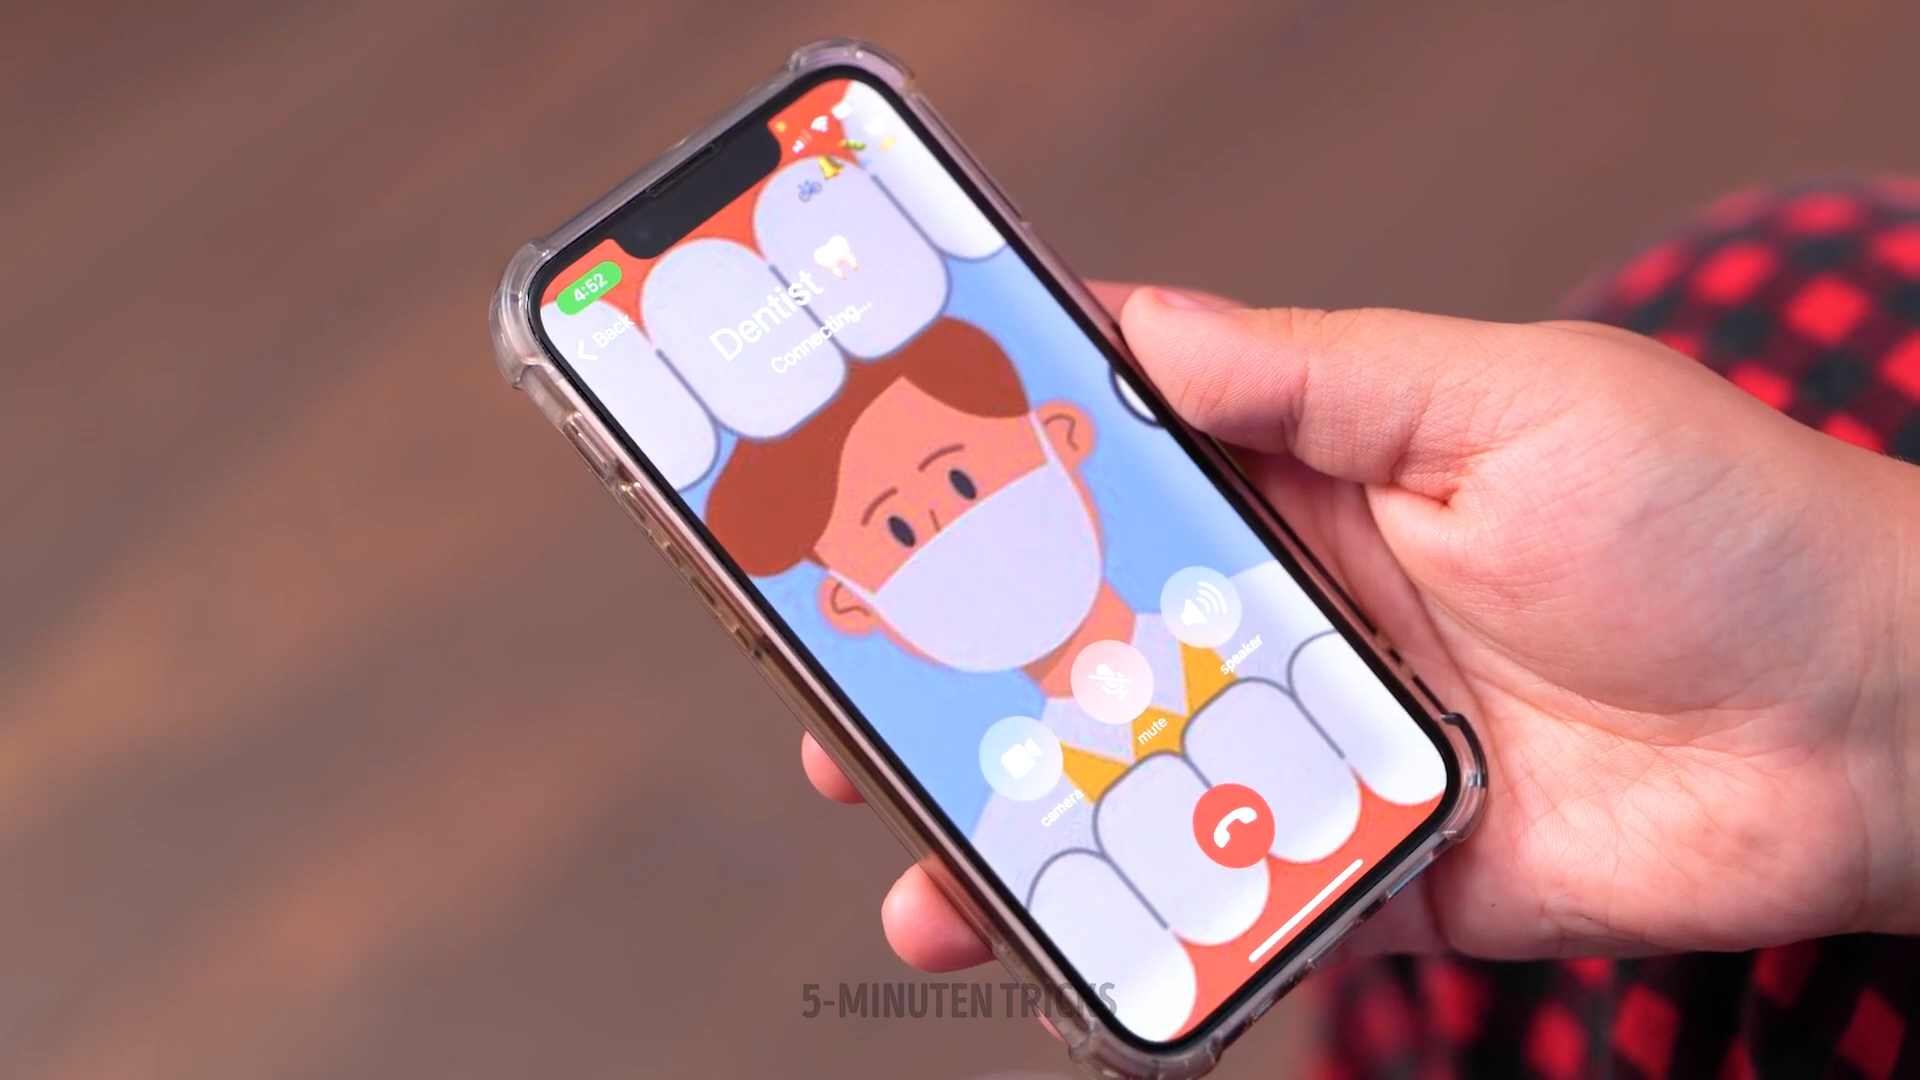 4:52
Back
Dentist 🦷
Connecting...
speaker
mute
camera
5-MINUTEN TRICKS